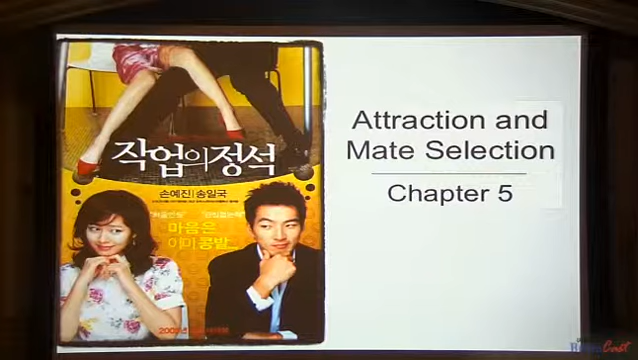 작업의정석
손예진 | 송일국
마음은
이미 콩밭
Attraction and
Mate Selection
Chapter 5